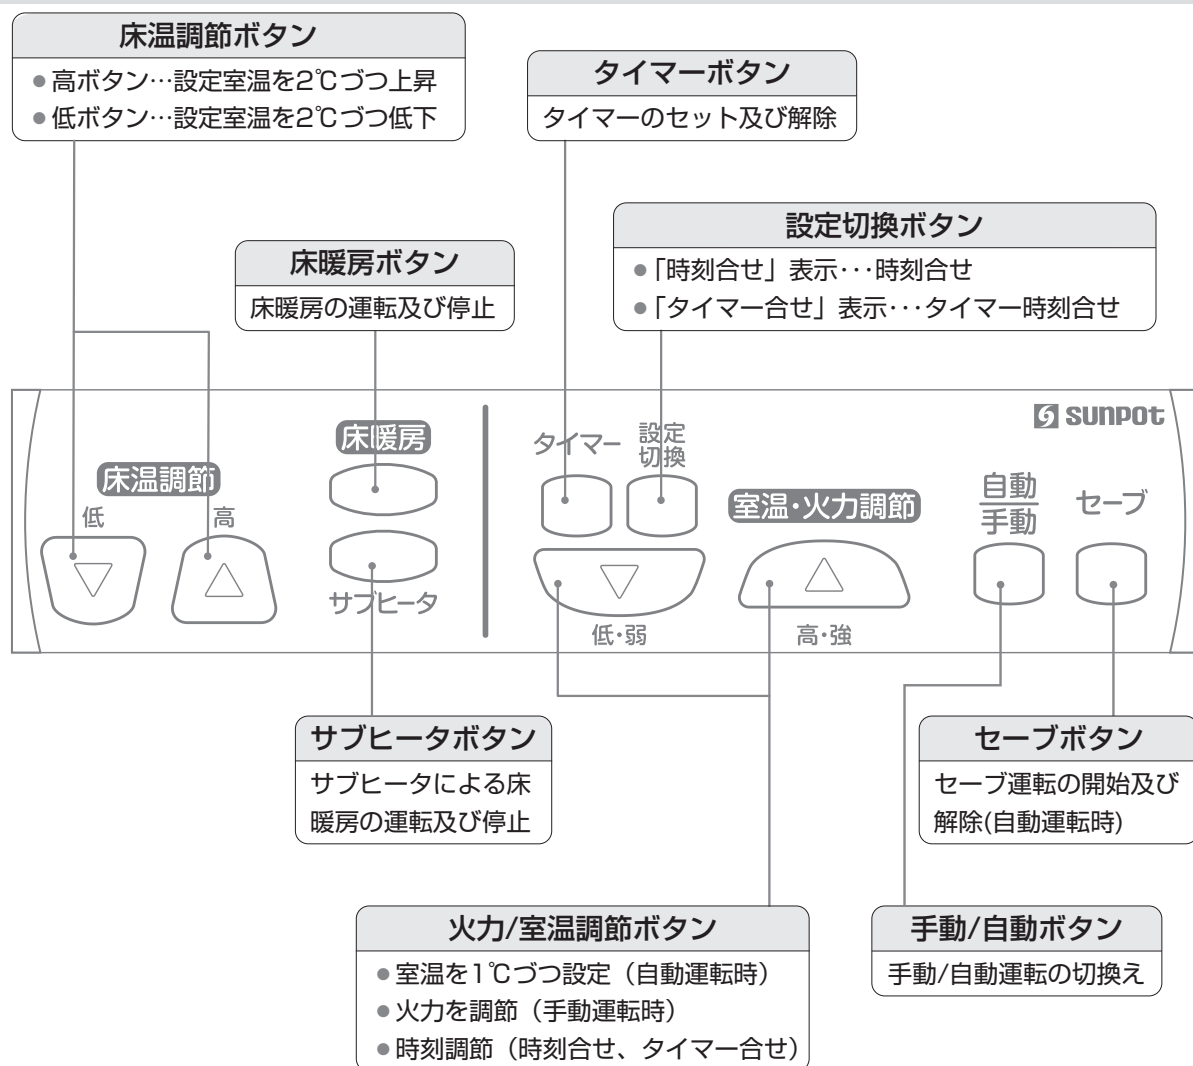 床温調節ボタン
●高ボタン…設定室温を2℃づつ上昇
●低ボタン…設定室温を2℃づつ低下
タイマーボタン
タイマーのセット及び解除
設定切換ボタン
●「時刻合せ」表示･･･時刻合せ
●「タイマー合せ」表示･･･タイマー時刻合せ
床暖房ボタン
床暖房の運転及び停止
sunpot
床暖房
タイマー
設定
切換
床温調節
低
高
室温･火力調節
自動
手動
セーブ
サブヒータ
低･弱
高･強
サブヒータボタン
サブヒータによる床
暖房の運転及び停止
セーブボタン
セーブ運転の開始及び
解除(自動運転時)
火力/室温調節ボタン
●室温を1℃づつ設定（自動運転時）
●火力を調節（手動運転時）
●時刻調節（時刻合せ、タイマー合せ）
手動/自動ボタン
手動/自動運転の切換え